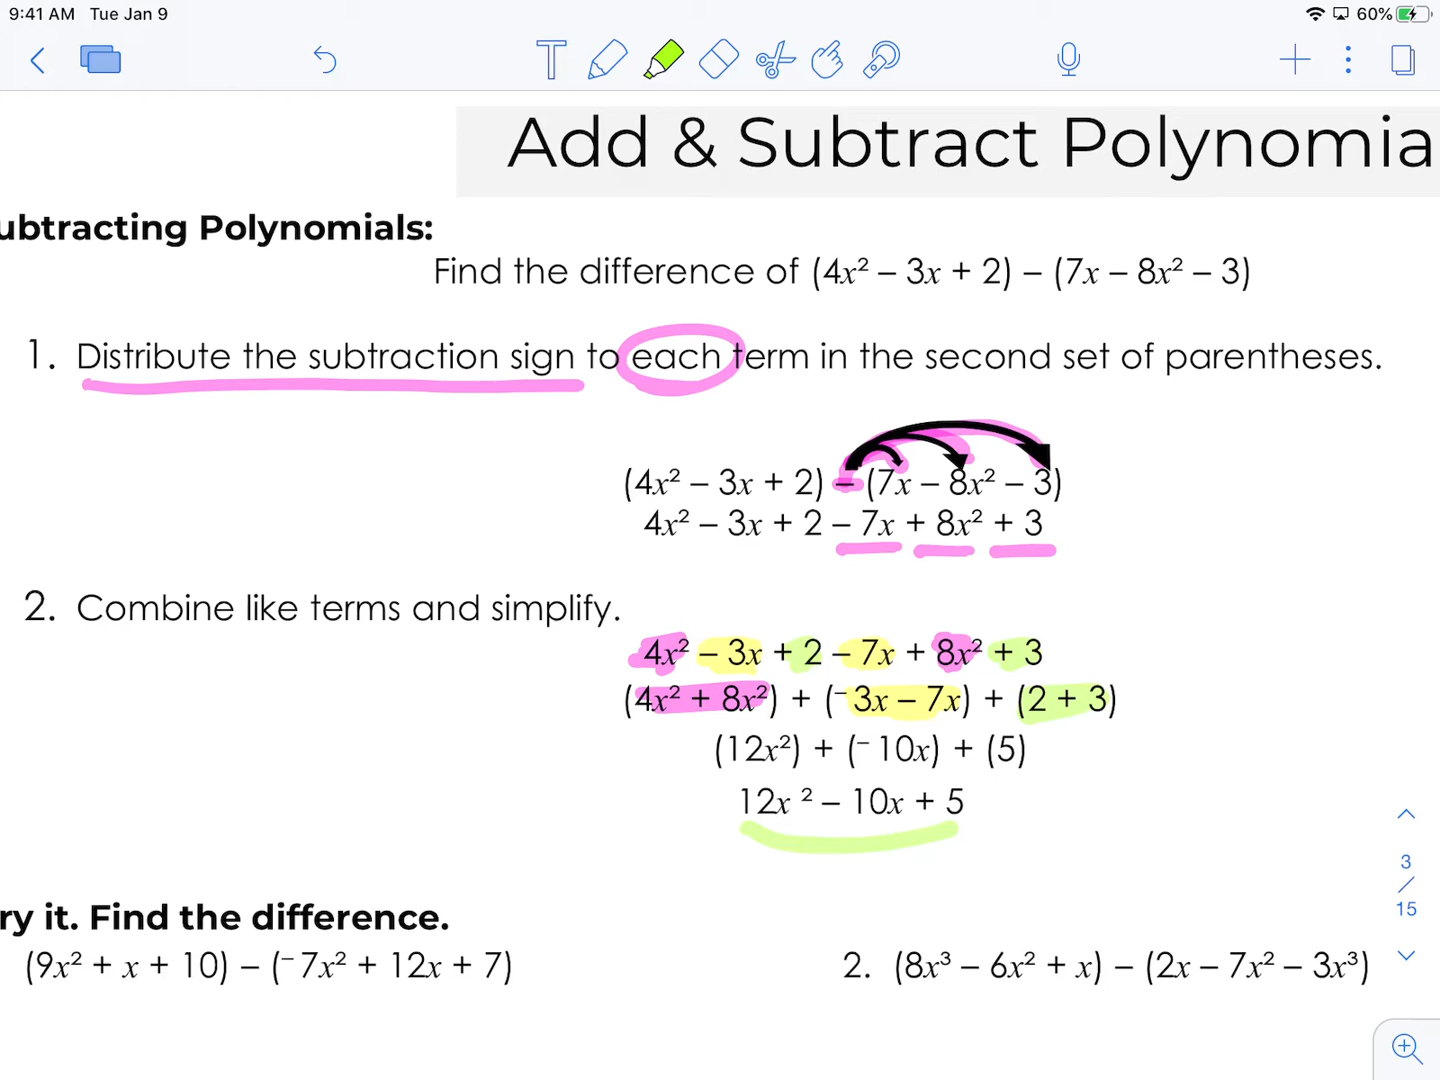 9:41 AM Tue Jan 9 60%
Add & Subtract Polynomia
ubtracting Polynomials:
Find the difference of (4x² – 3x + 2) – (7x – 8x² – 3)
1. Distribute the subtraction sign to each term in the second set of parentheses.
(4x² – 3x + 2) – (7x – 8x² – 3)
4x² – 3x + 2 – 7x + 8x² + 3
2. Combine like terms and simplify.
4x² – 3x + 2 – 7x + 8x² + 3
(4x² + 8x²) + (⁻3x – 7x) + (2 + 3)
(12x²) + (⁻10x) + (5)
12x ² – 10x + 5
3
/
15
ry it. Find the difference.
(9x² + x + 10) – (⁻7x² + 12x + 7)
2. (8x³ – 6x² + x) – (2x – 7x² – 3x³)